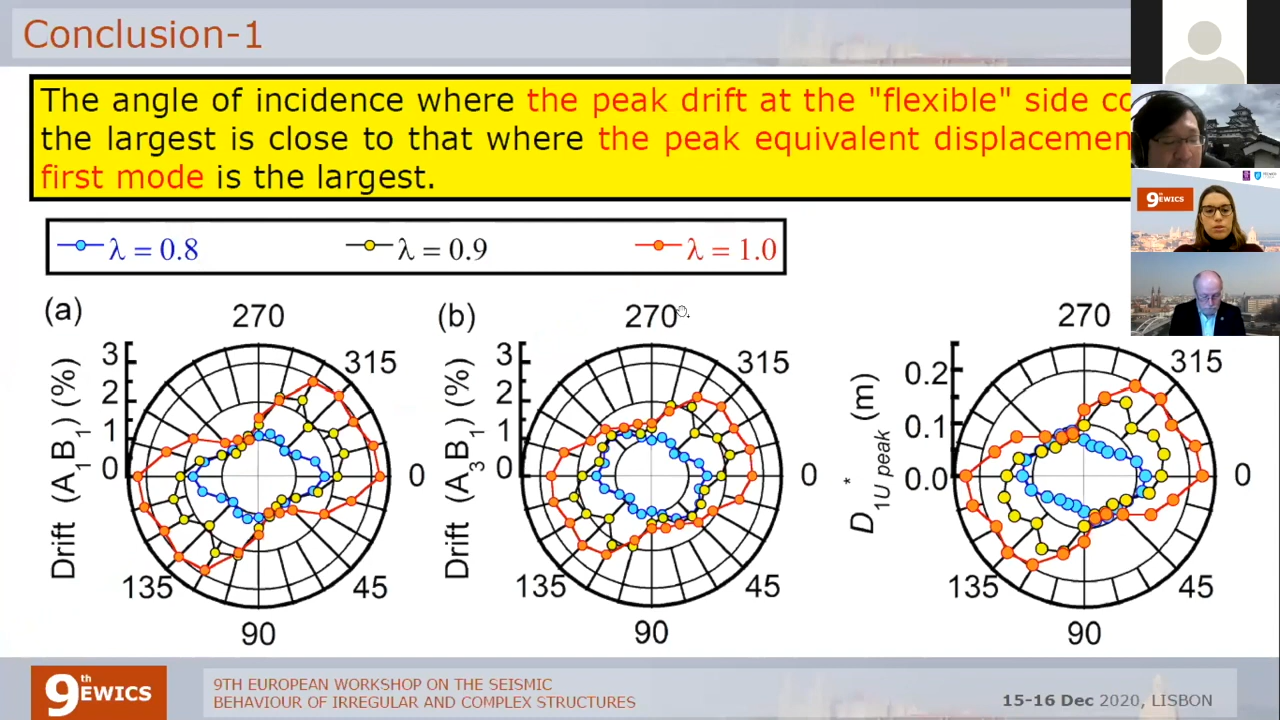 Conclusion-1
The angle of incidence where the peak drift at the "flexible" side
the largest is close to that where the peak equivalent
first mode is the largest.
λ = 0.8
λ = 0.9
λ = 1.0
(a)
270
315
0
45
90
135
3
2
1
0
Drift (A1B1) (%)
(b)
270
315
0
45
90
135
3
2
1
0
Drift (A3B1) (%)
270
315
0
45
90
135
0.2
0.1
0.0
D*1U peak (m)
9th EWICS
9th
EWICS
9TH EUROPEAN WORKSHOP ON THE SEISMIC
BEHAVIOUR OF IRREGULAR AND COMPLEX STRUCTURES
15-16 Dec 2020, LISBON